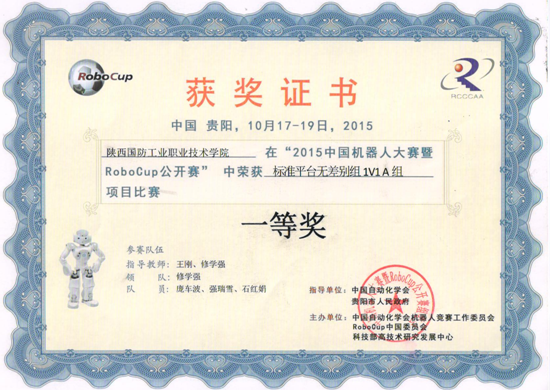 RoboCup
RCCCAA
获奖证书
中国 贵阳，10月17-19日，2015
陕西国防工业职业技术学院 在“2015中国机器人大赛暨
RoboCup公开赛”中荣获 标准平台无差别组1V1A组
项目比赛
一等奖
参赛队伍
指导教师：王刚、修学强
领 队：修学强
队 员：庞车波、强瑞雪、石红娟
指导单位：中国自动化学会
贵阳市人民政府
主办单位：中国自动化学会机器人竞赛工作委员会
RoboCup中国委员会
科技部高技术研究发展中心